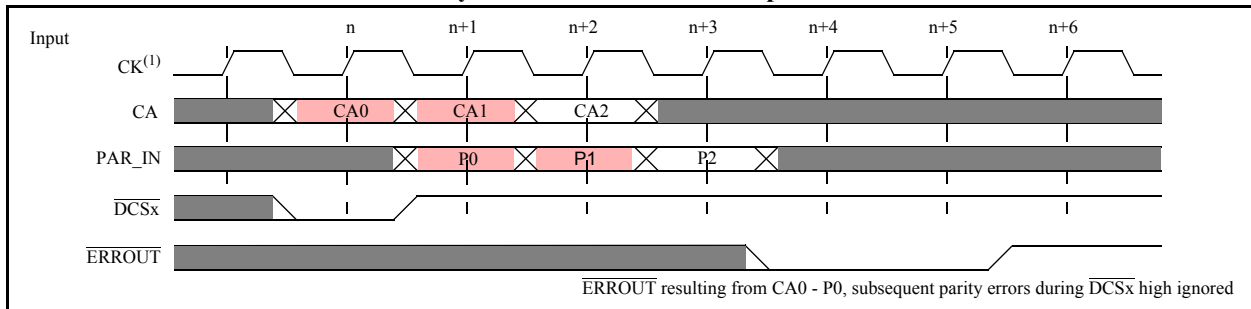 Input
n n+1 n+2 n+3 n+4 n+5 n+6
CK(1)
CA CA0 CA1 CA2
PAR_IN P0 P1 P2
DCSx
ERROUT
ERROUT resulting from CA0 - P0, subsequent parity errors during DCSx high ignored